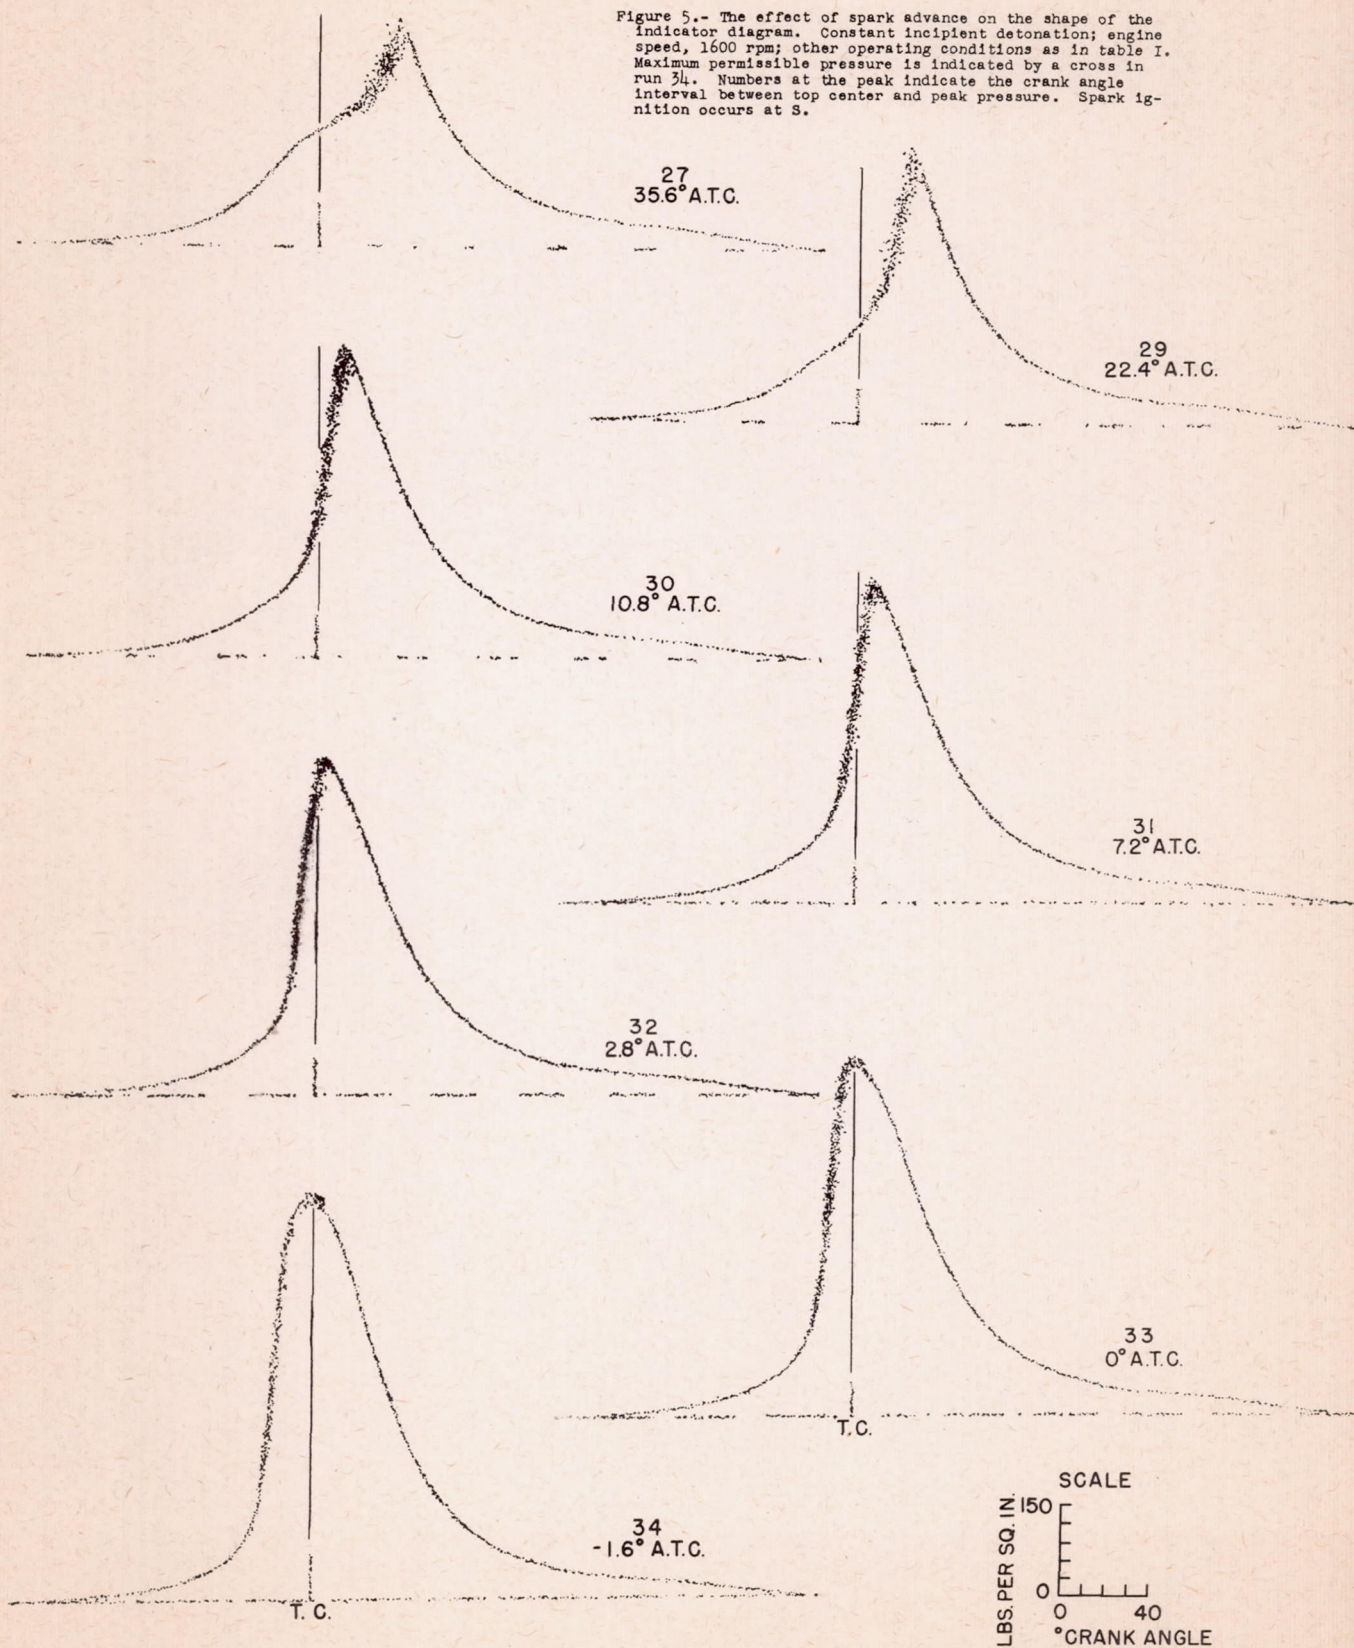 Figure 5.- The effect of spark advance on the shape of the
indicator diagram. Constant incipient detonation; engine
speed, 1600 rpm; other operating conditions as in table I.
Maximum permissible pressure is indicated by a cross in
run 34. Numbers at the peak indicate the crank angle
interval between top center and peak pressure. Spark ig-
nition occurs at S.
27
35.6° A.T.C.
29
22.4° A.T.C.
30
10.8° A.T.C.
31
7.2° A.T.C.
32
2.8° A.T.C.
33
0° A.T.C.
T.C.
34
-1.6° A.T.C.
T. C.
SCALE
LBS. PER SQ. IN.
150
0
0 40
°CRANK ANGLE